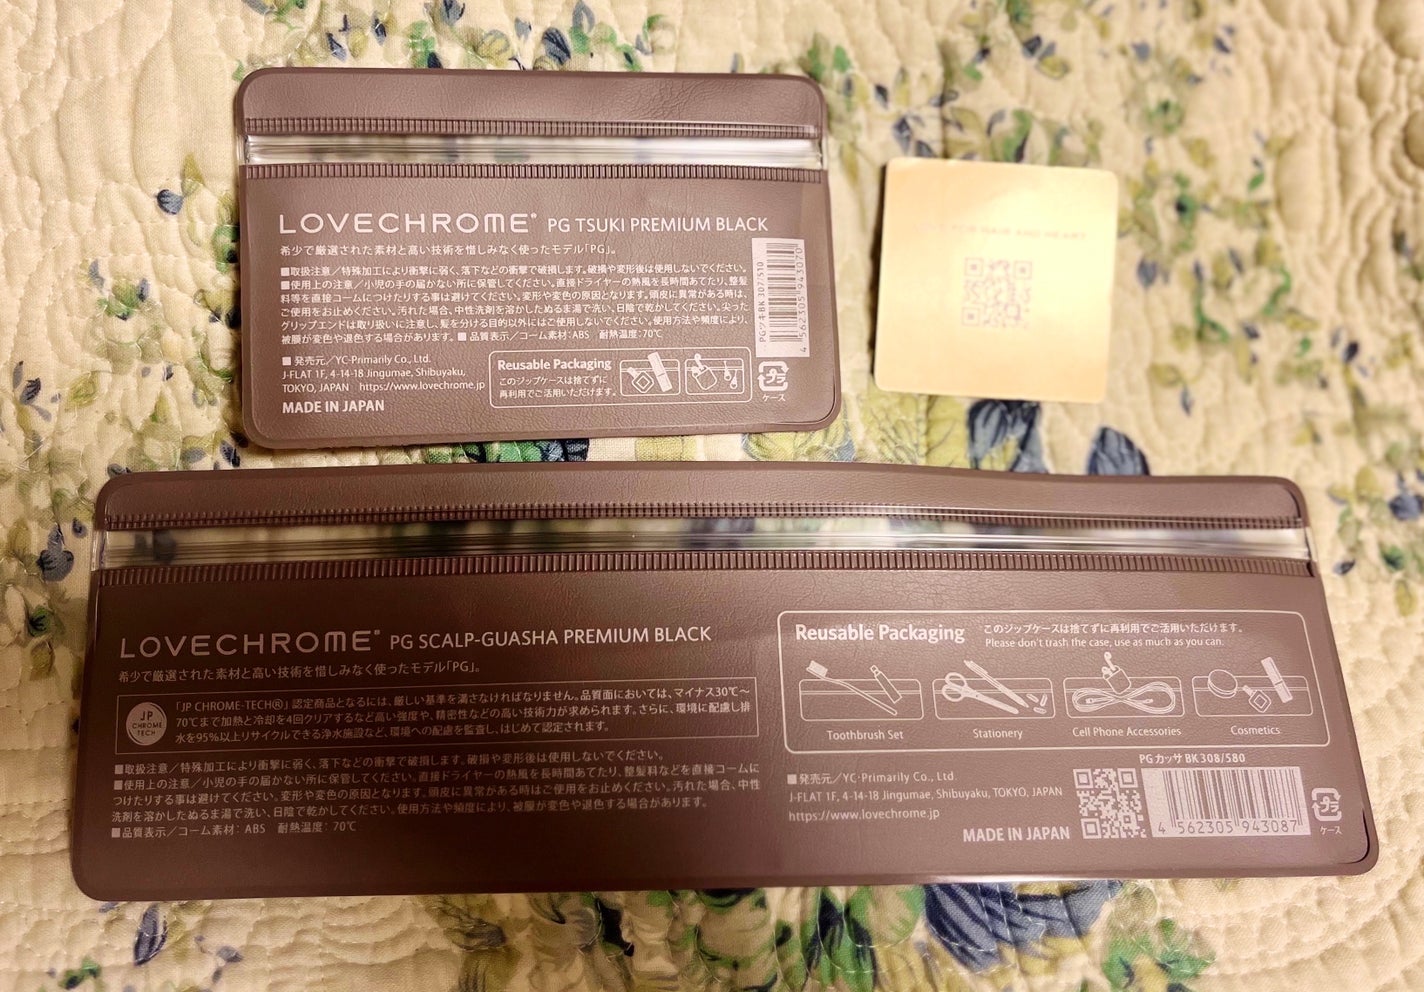 LOVECHROME® PG TSUKI PREMIUM BLACK
希少で厳選された素材と高い技術を惜しみなく使ったモデル「PG」。
■取扱注意／特殊加工により衝撃に弱く、落下などの衝撃で破損します。破損や変形後は使用しないでください。
■使用上の注意／小児の手の届かない所に保管してください。直接ドライヤーの熱風を長時間あてたり、整髪
料等を直接コームにつけたりする事は避けてください。変形や変色の原因となります。頭皮に異常がある時は、
ご使用をお止めください。汚れた場合、中性洗剤を溶かしたぬるま湯で洗い、日陰で乾かしてください。尖った
グリップエンドは取り扱いに注意し、髪を分ける目的以外にはご使用しないでください。使用方法や頻度により、
被膜が変色や退色する場合があります。■品質表示／コーム素材：ABS 耐熱温度：70℃
■発売元／YC-Primarily Co., Ltd.
J-FLAT 1F, 4-14-18 Jingumae, Shibuyaku,
TOKYO, JAPAN https://www.lovechrome.jp
MADE IN JAPAN
Reusable Packaging
このジップケースは捨てずに
再利用でご活用いただけます。
PGツキBK 307/510
4 562305 943070
プラ
ケース
LOVE FOR HAIR AND HEART
LOVECHROME® PG SCALP-GUASHA PREMIUM BLACK
希少で厳選された素材と高い技術を惜しみなく使ったモデル「PG」。
JP
CHROME
TECH
「JP CHROME-TECH®」認定商品となるには、厳しい基準を満さなければなりません。品質面においては、マイナス30℃〜
70℃まで加熱と冷却を4回クリアするなど高い強度や、精密性などの高い技術力が求められます。さらに、環境に配慮し排
水を95%以上リサイクルできる浄水施設など、環境への配慮を監査し、はじめて認定されます。
■取扱注意／特殊加工により衝撃に弱く、落下などの衝撃で破損します。破損や変形後は使用しないでください。
■使用上の注意／小児の手の届かない所に保管してください。直接ドライヤーの熱風を長時間あてたり、整髪料などを直接コームに
つけたりする事は避けてください。変形や変色の原因となります。頭皮に異常がある時はご使用をお止めください。汚れた場合、中性
洗剤を溶かしたぬるま湯で洗い、日陰で乾かしてください。使用方法や頻度により、被膜が変色や退色する場合があります。
■品質表示／コーム素材：ABS 耐熱温度：70℃
Reusable Packaging
このジップケースは捨てずに再利用でご活用いただけます。
Please don't trash the case, use as much as you can.
Toothbrush Set
Stationery
Cell Phone Accessories
Cosmetics
■発売元／YC-Primarily Co., Ltd.
J-FLAT 1F, 4-14-18 Jingumae, Shibuyaku, TOKYO, JAPAN
https://www.lovechrome.jp
MADE IN JAPAN
PGカッサ BK 308/580
4 562305 943087
プラ
ケース